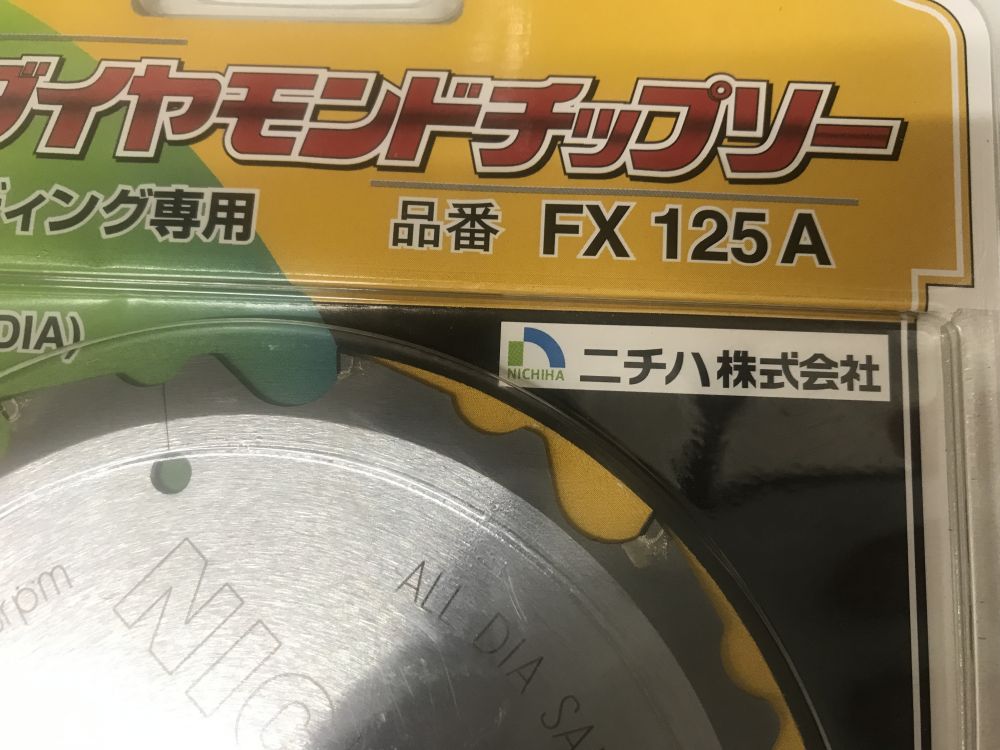 ダイヤモンドチップソー
ディング専用
品番 FX 125A
DIA)
NICHIHA ニチハ株式会社
rpm
NIC
ALL DIA SA